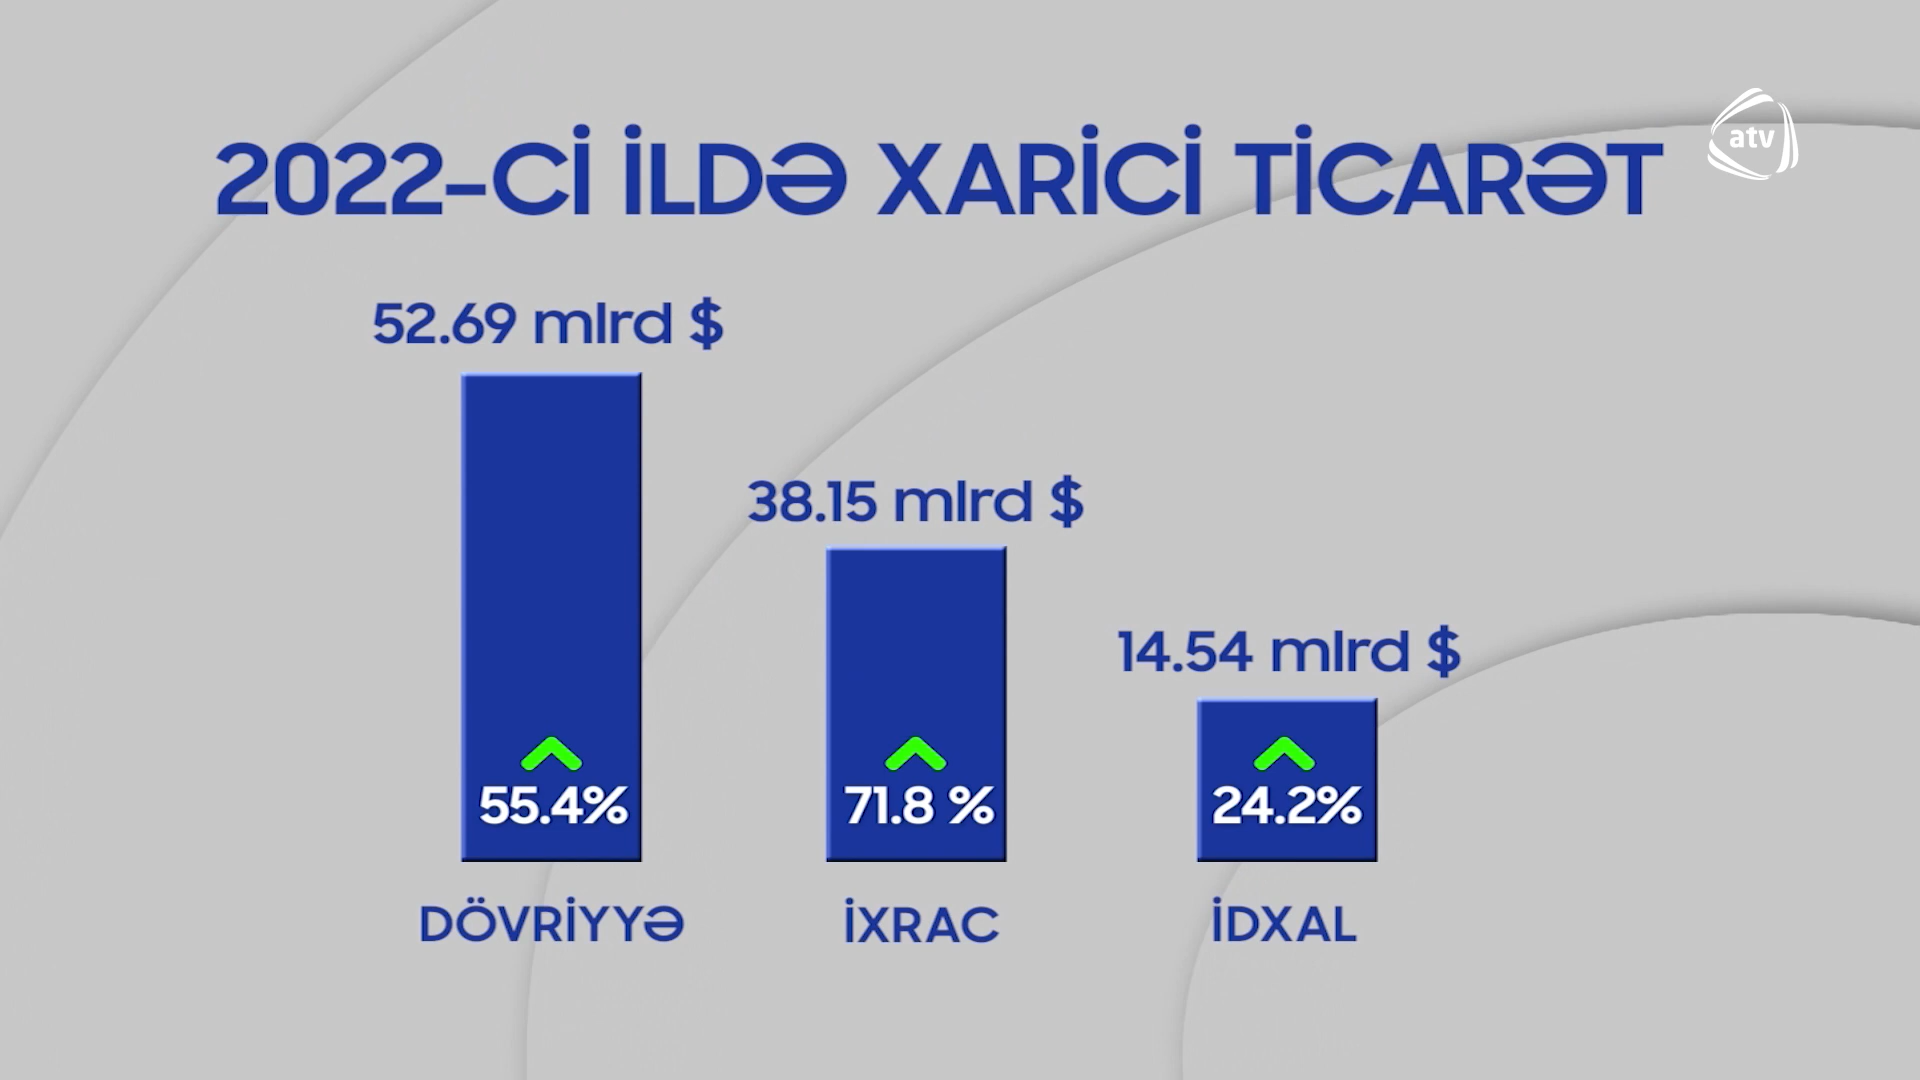 atv
2022-Cİ İLDƏ XARİCİ TİCARƏT
52.69 mlrd $
38.15 mlrd $
14.54 mlrd $
55.4%
71.8 %
24.2%
DÖVRİYYƏ
İXRAC
İDXAL